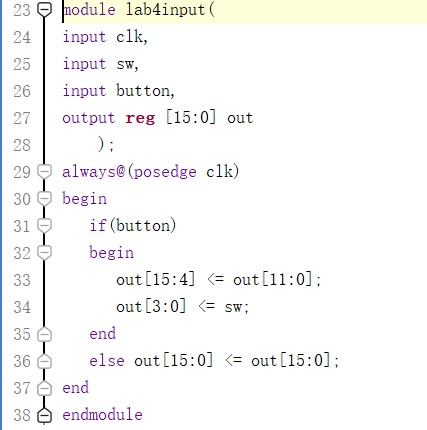 23 module lab4input(
24 input clk,
25 input sw,
26 input button,
27 output reg [15:0] out
28     );
29 always@(posedge clk)
30 begin
31    if(button)
32    begin
33       out[15:4] <= out[11:0];
34       out[3:0] <= sw;
35    end
36    else out[15:0] <= out[15:0];
37 end
38 endmodule